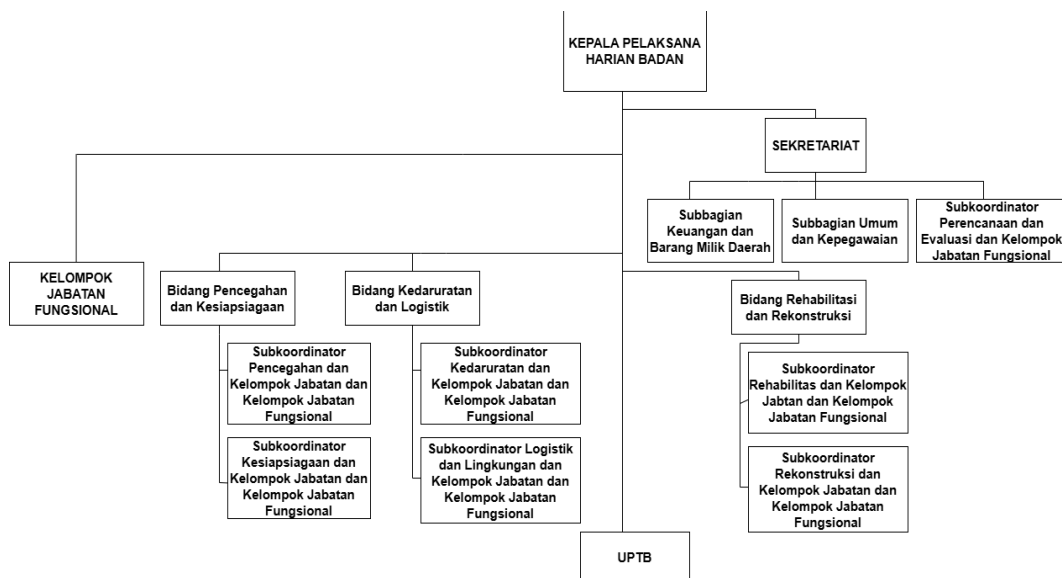 KEPALA PELAKSANA
HARIAN BADAN
SEKRETARIAT
Subbagian
Keuangan dan
Barang Milik Daerah
Subbagian Umum
dan Kepegawaian
Subkoordinator
Perencanaan dan
Evaluasi dan Kelompok
Jabatan Fungsional
KELOMPOK
JABATAN
FUNGSIONAL
Bidang Pencegahan
dan Kesiapsiagaan
Bidang Kedaruratan
dan Logistik
Bidang Rehabilitasi
dan Rekonstruksi
Subkoordinator
Pencegahan dan
Kelompok Jabatan dan
Kelompok Jabatan
Fungsional
Subkoordinator
Kedaruratan dan
Kelompok Jabatan dan
Kelompok Jabatan
Fungsional
Subkoordinator
Rehabilitas dan Kelompok
Jabtan dan Kelompok
Jabatan Fungsional
Subkoordinator
Kesiapsiagaan dan
Kelompok Jabatan dan
Kelompok Jabatan
Fungsional
Subkoordinator Logistik
dan Lingkungan dan
Kelompok Jabatan dan
Kelompok Jabatan
Fungsional
Subkoordinator
Rekonstruksi dan
Kelompok Jabatan dan
Kelompok Jabatan
Fungsional
UPTB